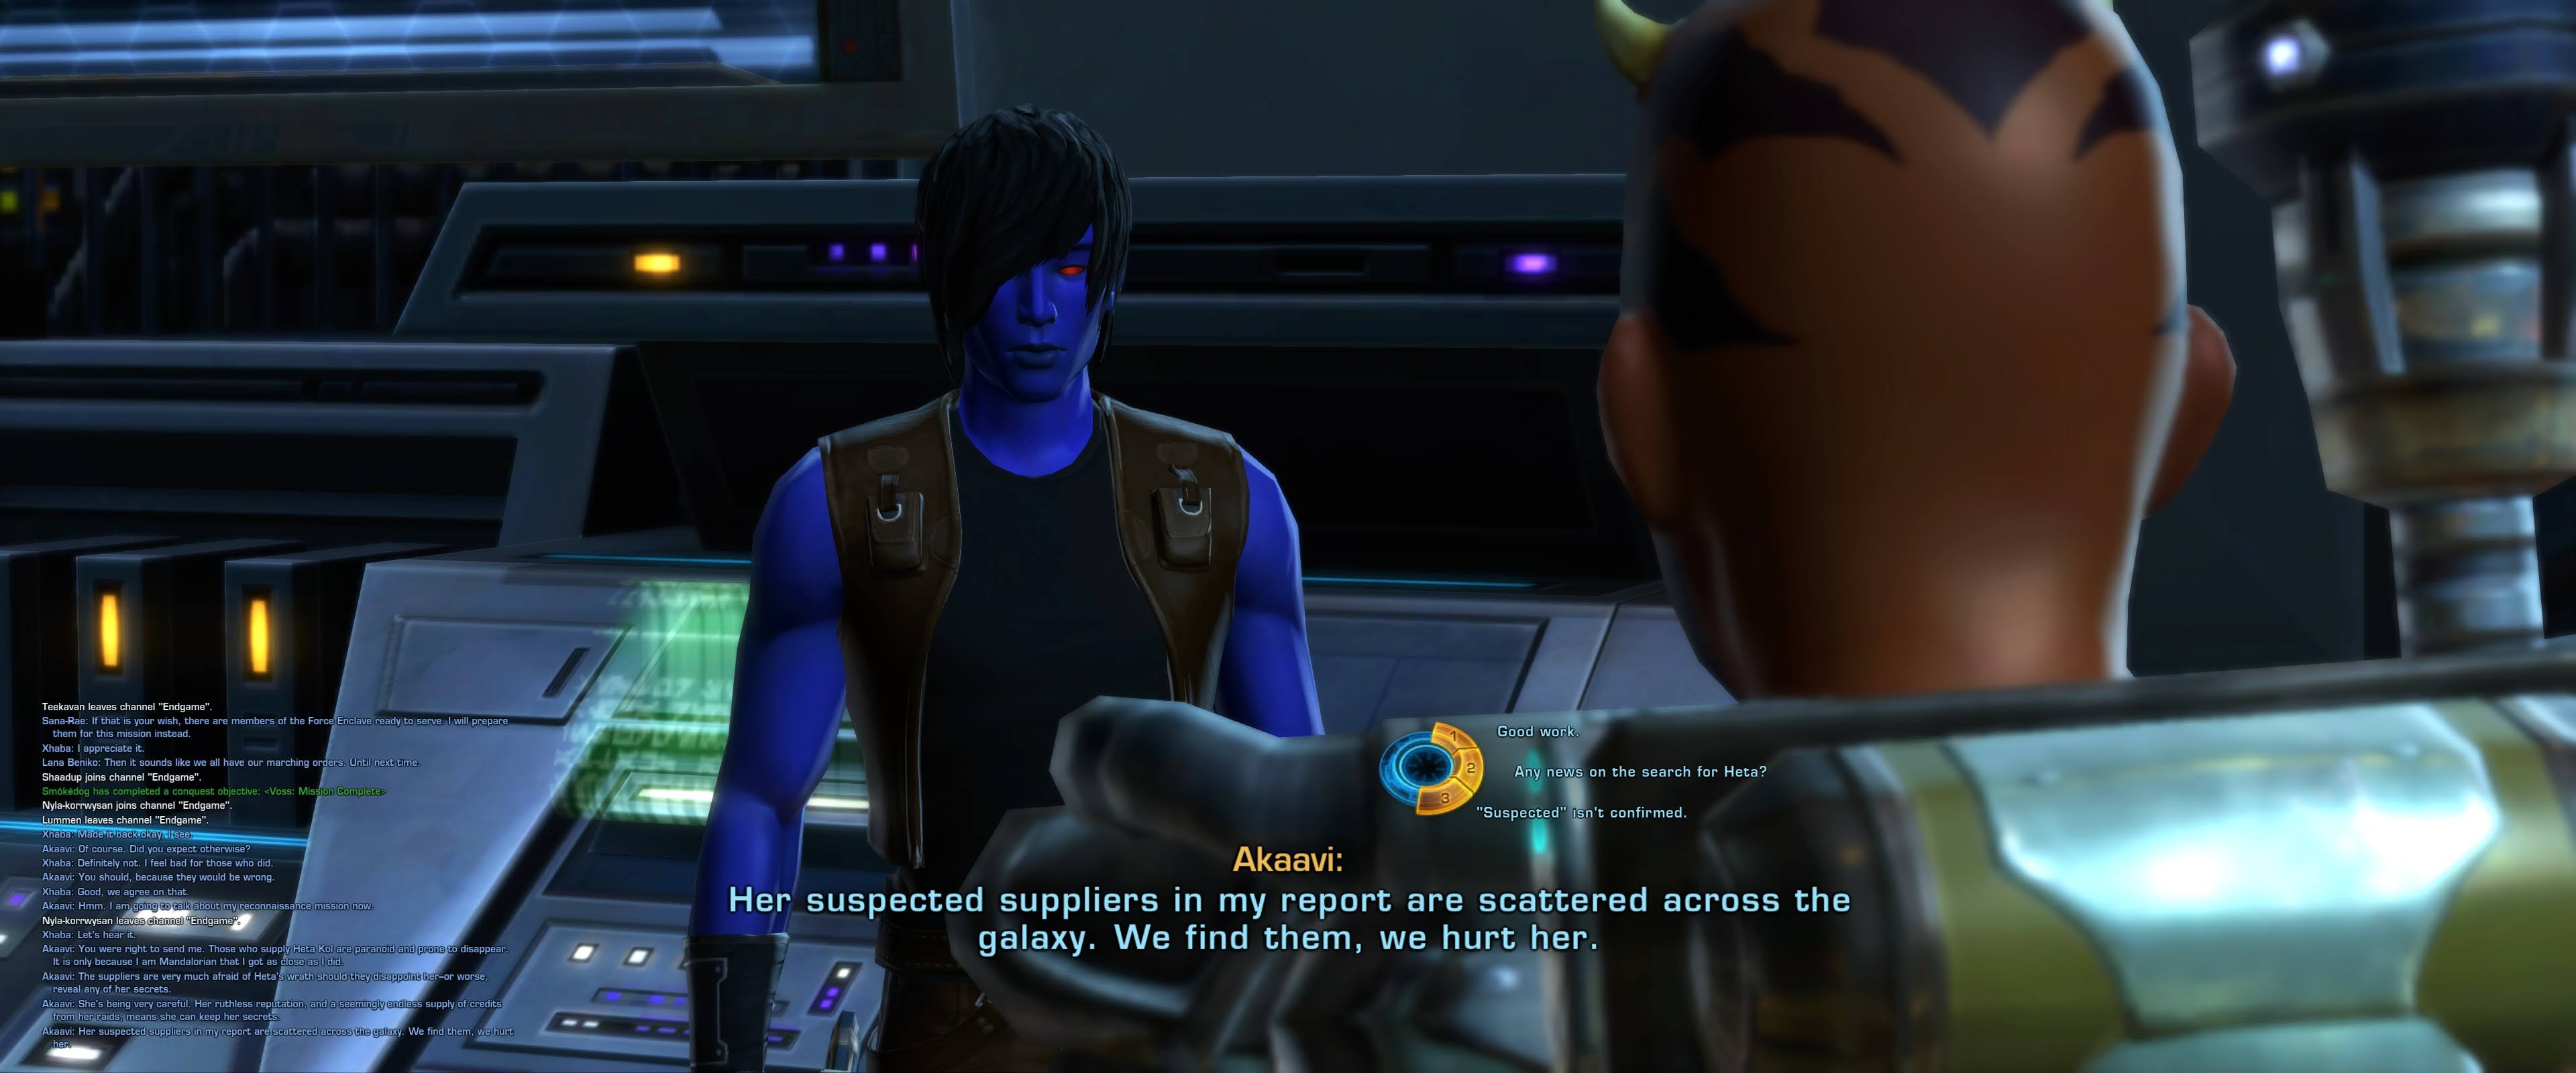 Teekavan leaves channel "Endgame".
Sana-Rae: If that is your wish, there are members of the Force Enclave ready to serve. I will prepare
them for this mission instead.
Xhaba: I appreciate it.
Lana Beniko: Then it sounds like we all have our marching orders. Until next time.
Shaadup joins channel "Endgame".
Smókèdog has completed a conquest objective: <Voss: Mission Complete>
Nyla-korrwysan joins channel "Endgame".
Lummen leaves channel "Endgame".
Xhaba: Made it back okay, I see.
Akaavi: Of course. Did you expect otherwise?
Xhaba: Definitely not. I feel bad for those who did.
Akaavi: You should, because they would be wrong.
Xhaba: Good, we agree on that.
Akaavi: Hmm. I am going to talk about my reconnaissance mission now.
Nyla-korrwysan leaves channel "Endgame".
Xhaba: Let's hear it.
Akaavi: You were right to send me. Those who supply Heta Kol are paranoid and prone to disappear.
It is only because I am Mandalorian that I got as close as I did.
Akaavi: The suppliers are very much afraid of Heta's wrath should they disappoint her—or worse,
reveal any of her secrets.
Akaavi: She's being very careful. Her ruthless reputation, and a seemingly endless supply of credits
from her raids, means she can keep her secrets.
Akaavi: Her suspected suppliers in my report are scattered across the galaxy. We find them, we hurt
her.
1 Good work.
2 Any news on the search for Heta?
3 "Suspected" isn't confirmed.
Akaavi:
Her suspected suppliers in my report are scattered across the
galaxy. We find them, we hurt her.